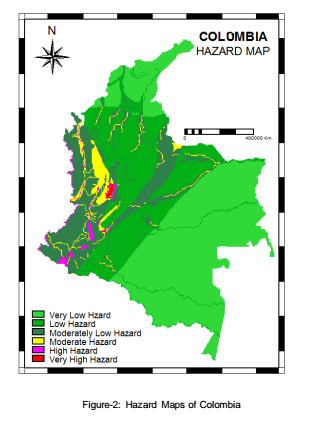 COLOMBIA
HAZARD MAP
N
400000 Km
Very Low Hzard
Low Hazard
Moderately Low Hazard
Moderate Hazard
High Hazard
Very High Hazard
Figure-2: Hazard Maps of Colombia